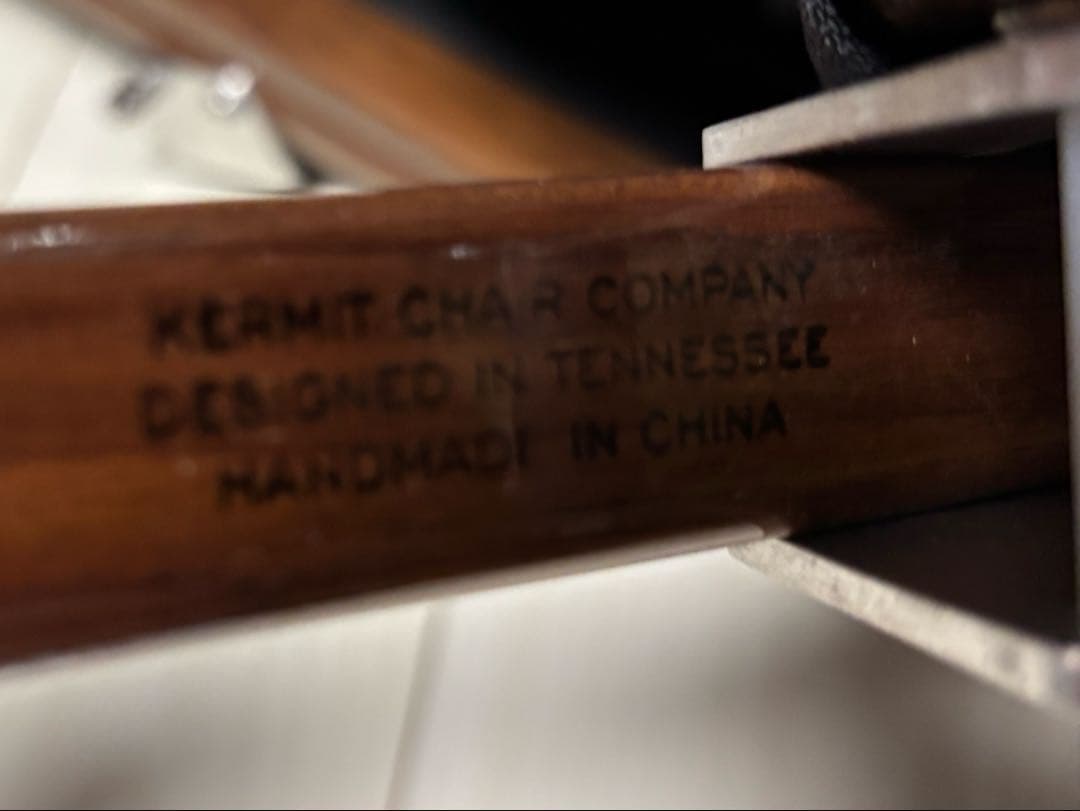 KERMIT CHAIR COMPANY
DESIGNED IN TENNESSEE
HANDMADE IN CHINA